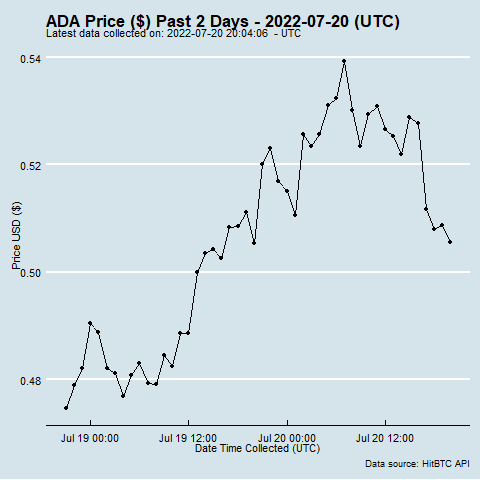 ADA Price ($) Past 2 Days - 2022-07-20 (UTC)
Latest data collected on: 2022-07-20 20:04:06 - UTC
0.54
0.52
0.50
0.48
Price USD ($)
Jul 19 00:00 Jul 19 12:00 Jul 20 00:00 Jul 20 12:00
Date Time Collected (UTC)
Data source: HitBTC API